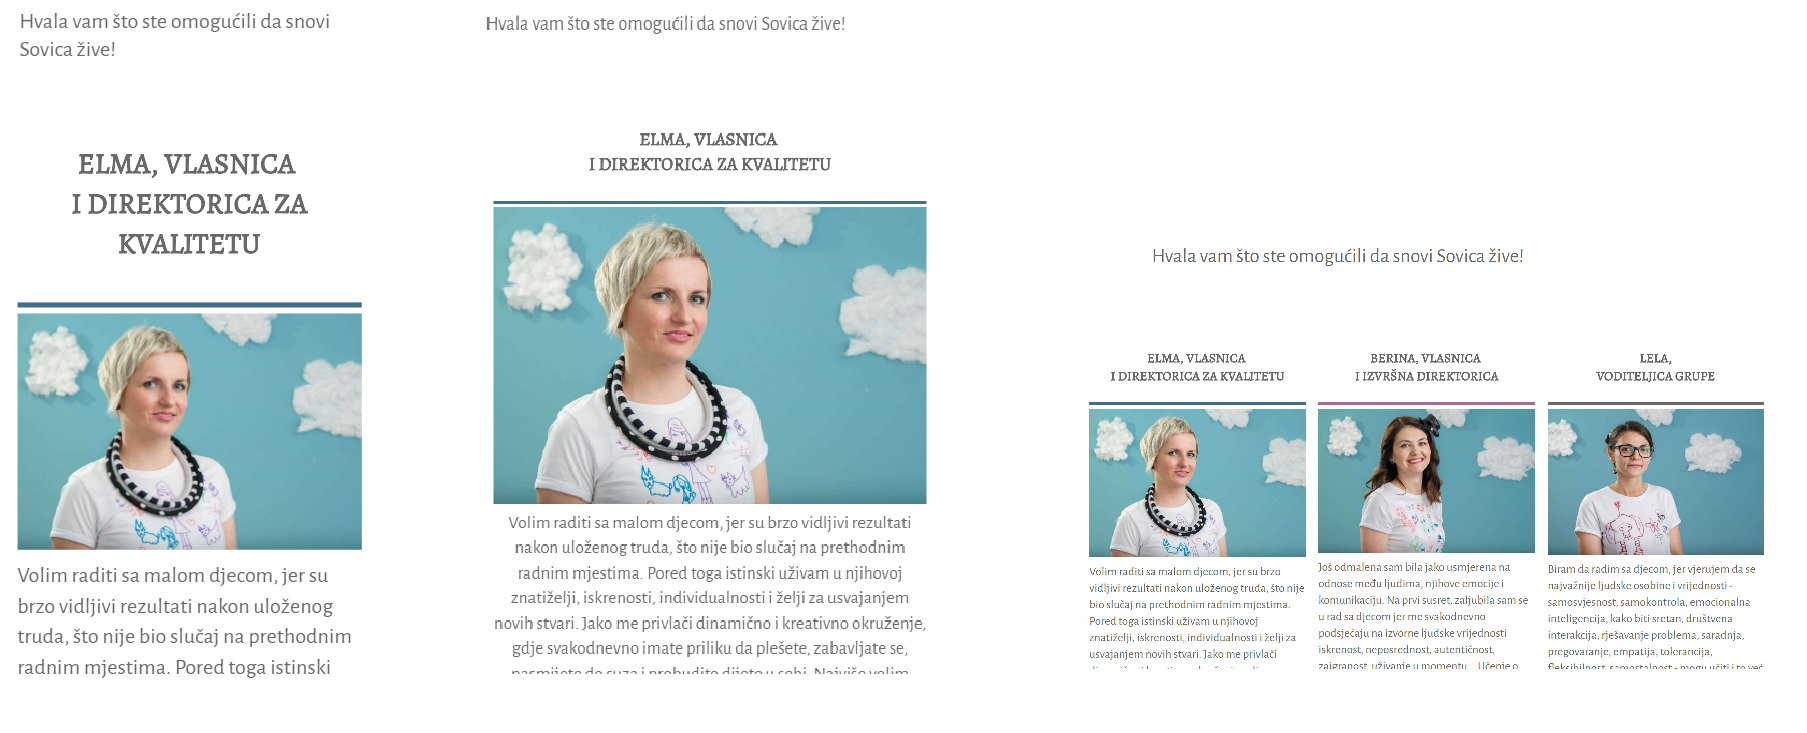 Hvala vam što ste omogućili da snovi
Sovica žive!
ELMA, VLASNICA
I DIREKTORICA ZA
KVALITETU
Volim raditi sa malom djecom, jer su
brzo vidljivi rezultati nakon uloženog
truda, što nije bio slučaj na prethodnim
radnim mjestima. Pored toga istinski
Hvala vam što ste omogućili da snovi Sovica žive!
ELMA, VLASNICA
I DIREKTORICA ZA KVALITETU
Volim raditi sa malom djecom, jer su brzo vidljivi rezultati
nakon uloženog truda, što nije bio slučaj na prethodnim
radnim mjestima. Pored toga istinski uživam u njihovoj
znatiželji, iskrenosti, individualnosti i želji za usvajanjem
novih stvari. Jako me privlači dinamično i kreativno okruženje,
gdje svakodnevno imate priliku da plešete, zabavljate se,
nasmijete do suza i probudite dijete u sebi. Najviše volim
Hvala vam što ste omogućili da snovi Sovica žive!
ELMA, VLASNICA
I DIREKTORICA ZA KVALITETU
Volim raditi sa malom djecom, jer su brzo
vidljivi rezultati nakon uloženog truda, što nije
bio slučaj na prethodnim radnim mjestima.
Pored toga istinski uživam u njihovoj
znatiželji, iskrenosti, individualnosti i želji za
usvajanjem novih stvari. Jako me privlači
BERINA, VLASNICA
I IZVRŠNA DIREKTORICA
Još odmalena sam bila jako usmjerena na
odnose među ljudima, njihove emocije i
komunikaciju. Na prvi susret, zaljubila sam se
u rad sa djecom jer me svakodnevno
podsjećaju na izvorne ljudske vrijednosti
iskrenost, neposrednost, autentičnost,
zaigranost, uživanje u momentu... Učenje o
LELA,
VODITELJICA GRUPE
Biram da radim sa djecom, jer vjerujem da se
najvažnije ljudske osobine i vrijednosti -
samosvjesnost, samokontrola, emocionalna
inteligencija, kako biti sretan, društvena
interakcija, rješavanje problema, saradnja,
pregovaranje, empatija, tolerancija,
fleksibilnost, samostalnost - mogu učiti i to već